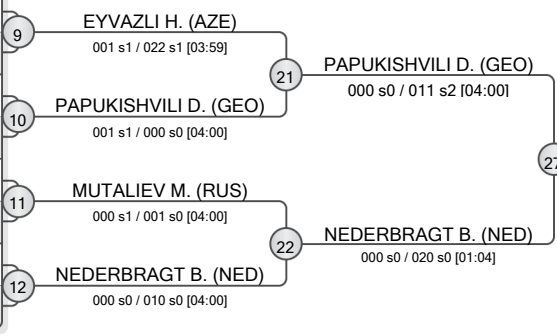 9
EYVAZLI H. (AZE)
001 s1 / 022 s1 [03:59]
21
PAPUKISHVILI D. (GEO)
000 s0 / 011 s2 [04:00]
10
PAPUKISHVILI D. (GEO)
001 s1 / 000 s0 [04:00]
27
11
MUTALIEV M. (RUS)
000 s1 / 001 s0 [04:00]
22
NEDERBRAGT B. (NED)
000 s0 / 020 s0 [01:04]
12
NEDERBRAGT B. (NED)
000 s0 / 010 s0 [04:00]